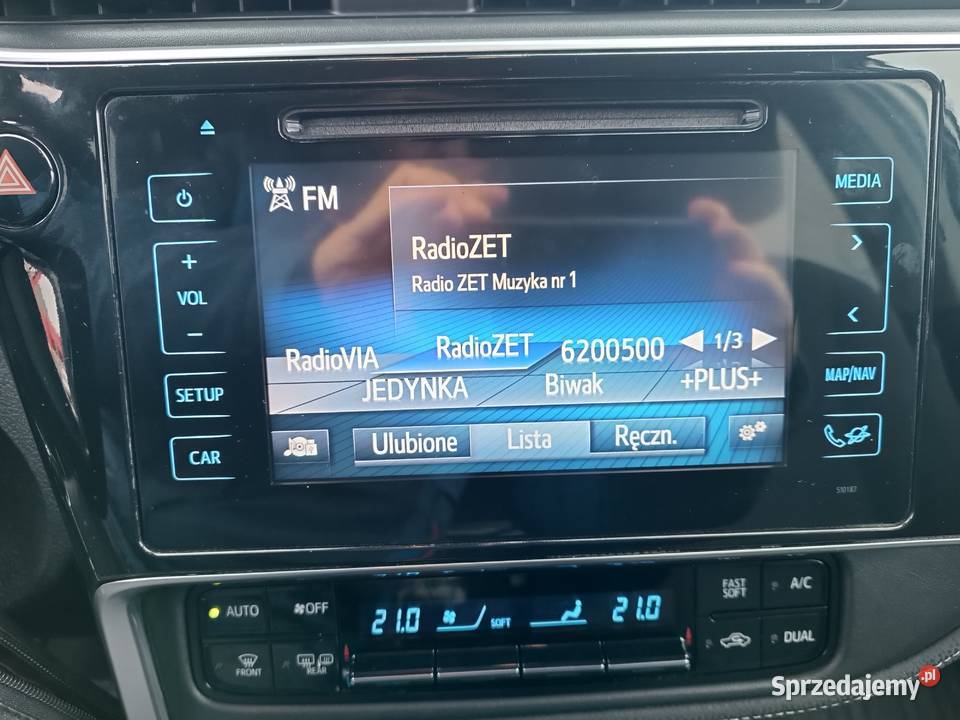 FM
MEDIA
RadioZET
Radio ZET Muzyka nr 1
+
VOL
-
RadioVIA RadioZET 6200500 1/3
JEDYNKA Biwak +PLUS+
MAP/NAV
SETUP
Ulubione Lista Ręczn.
CAR
510187
AUTO OFF 21.0 SOFT 21.0 FAST SOFT A/C
FRONT REAR DUAL
Sprzedajemy.pl